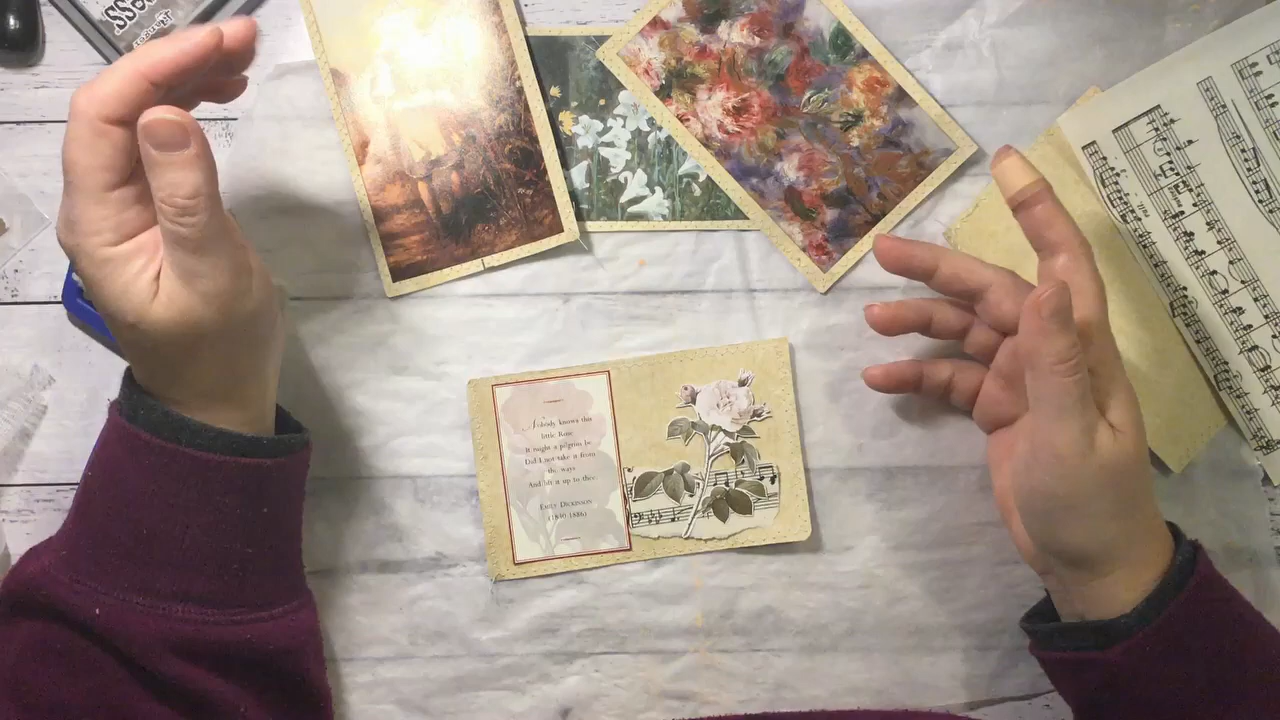 Nobody knows this
little Rose
It might a pilgrim be
Did I not take it from
the ways
And lift it up to thee.
Emily Dickinson
(1830-1886)